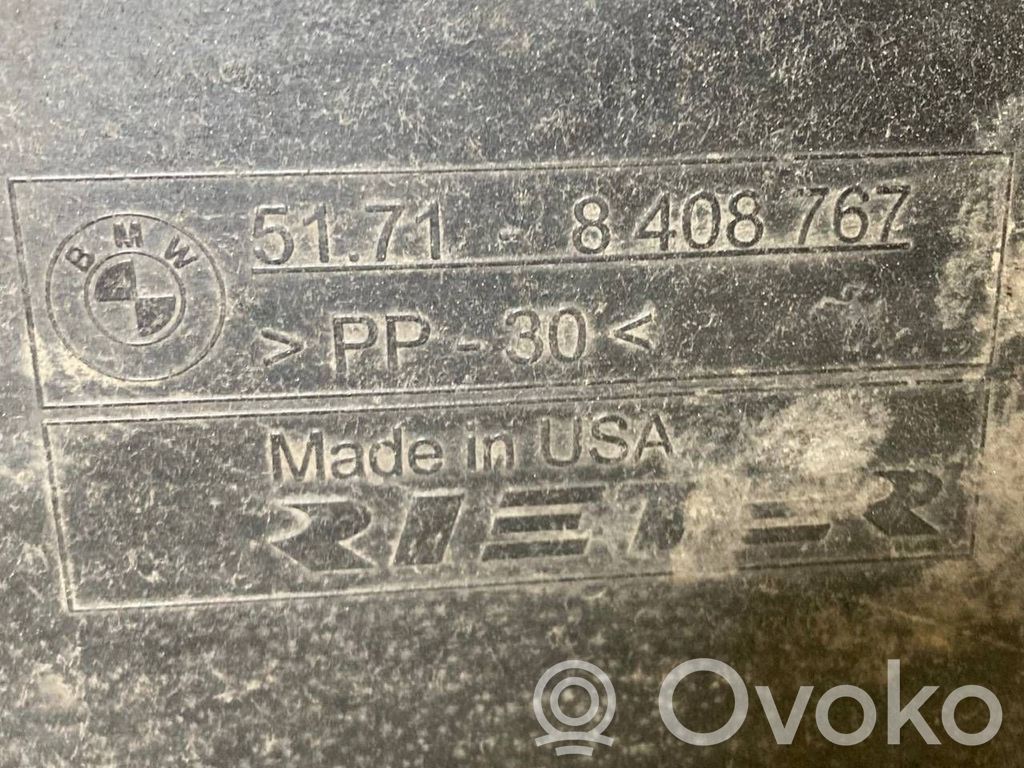 BMW
51.71 - 8 408 767
> PP - 30 <
Made in USA
RIETER
Ovoko